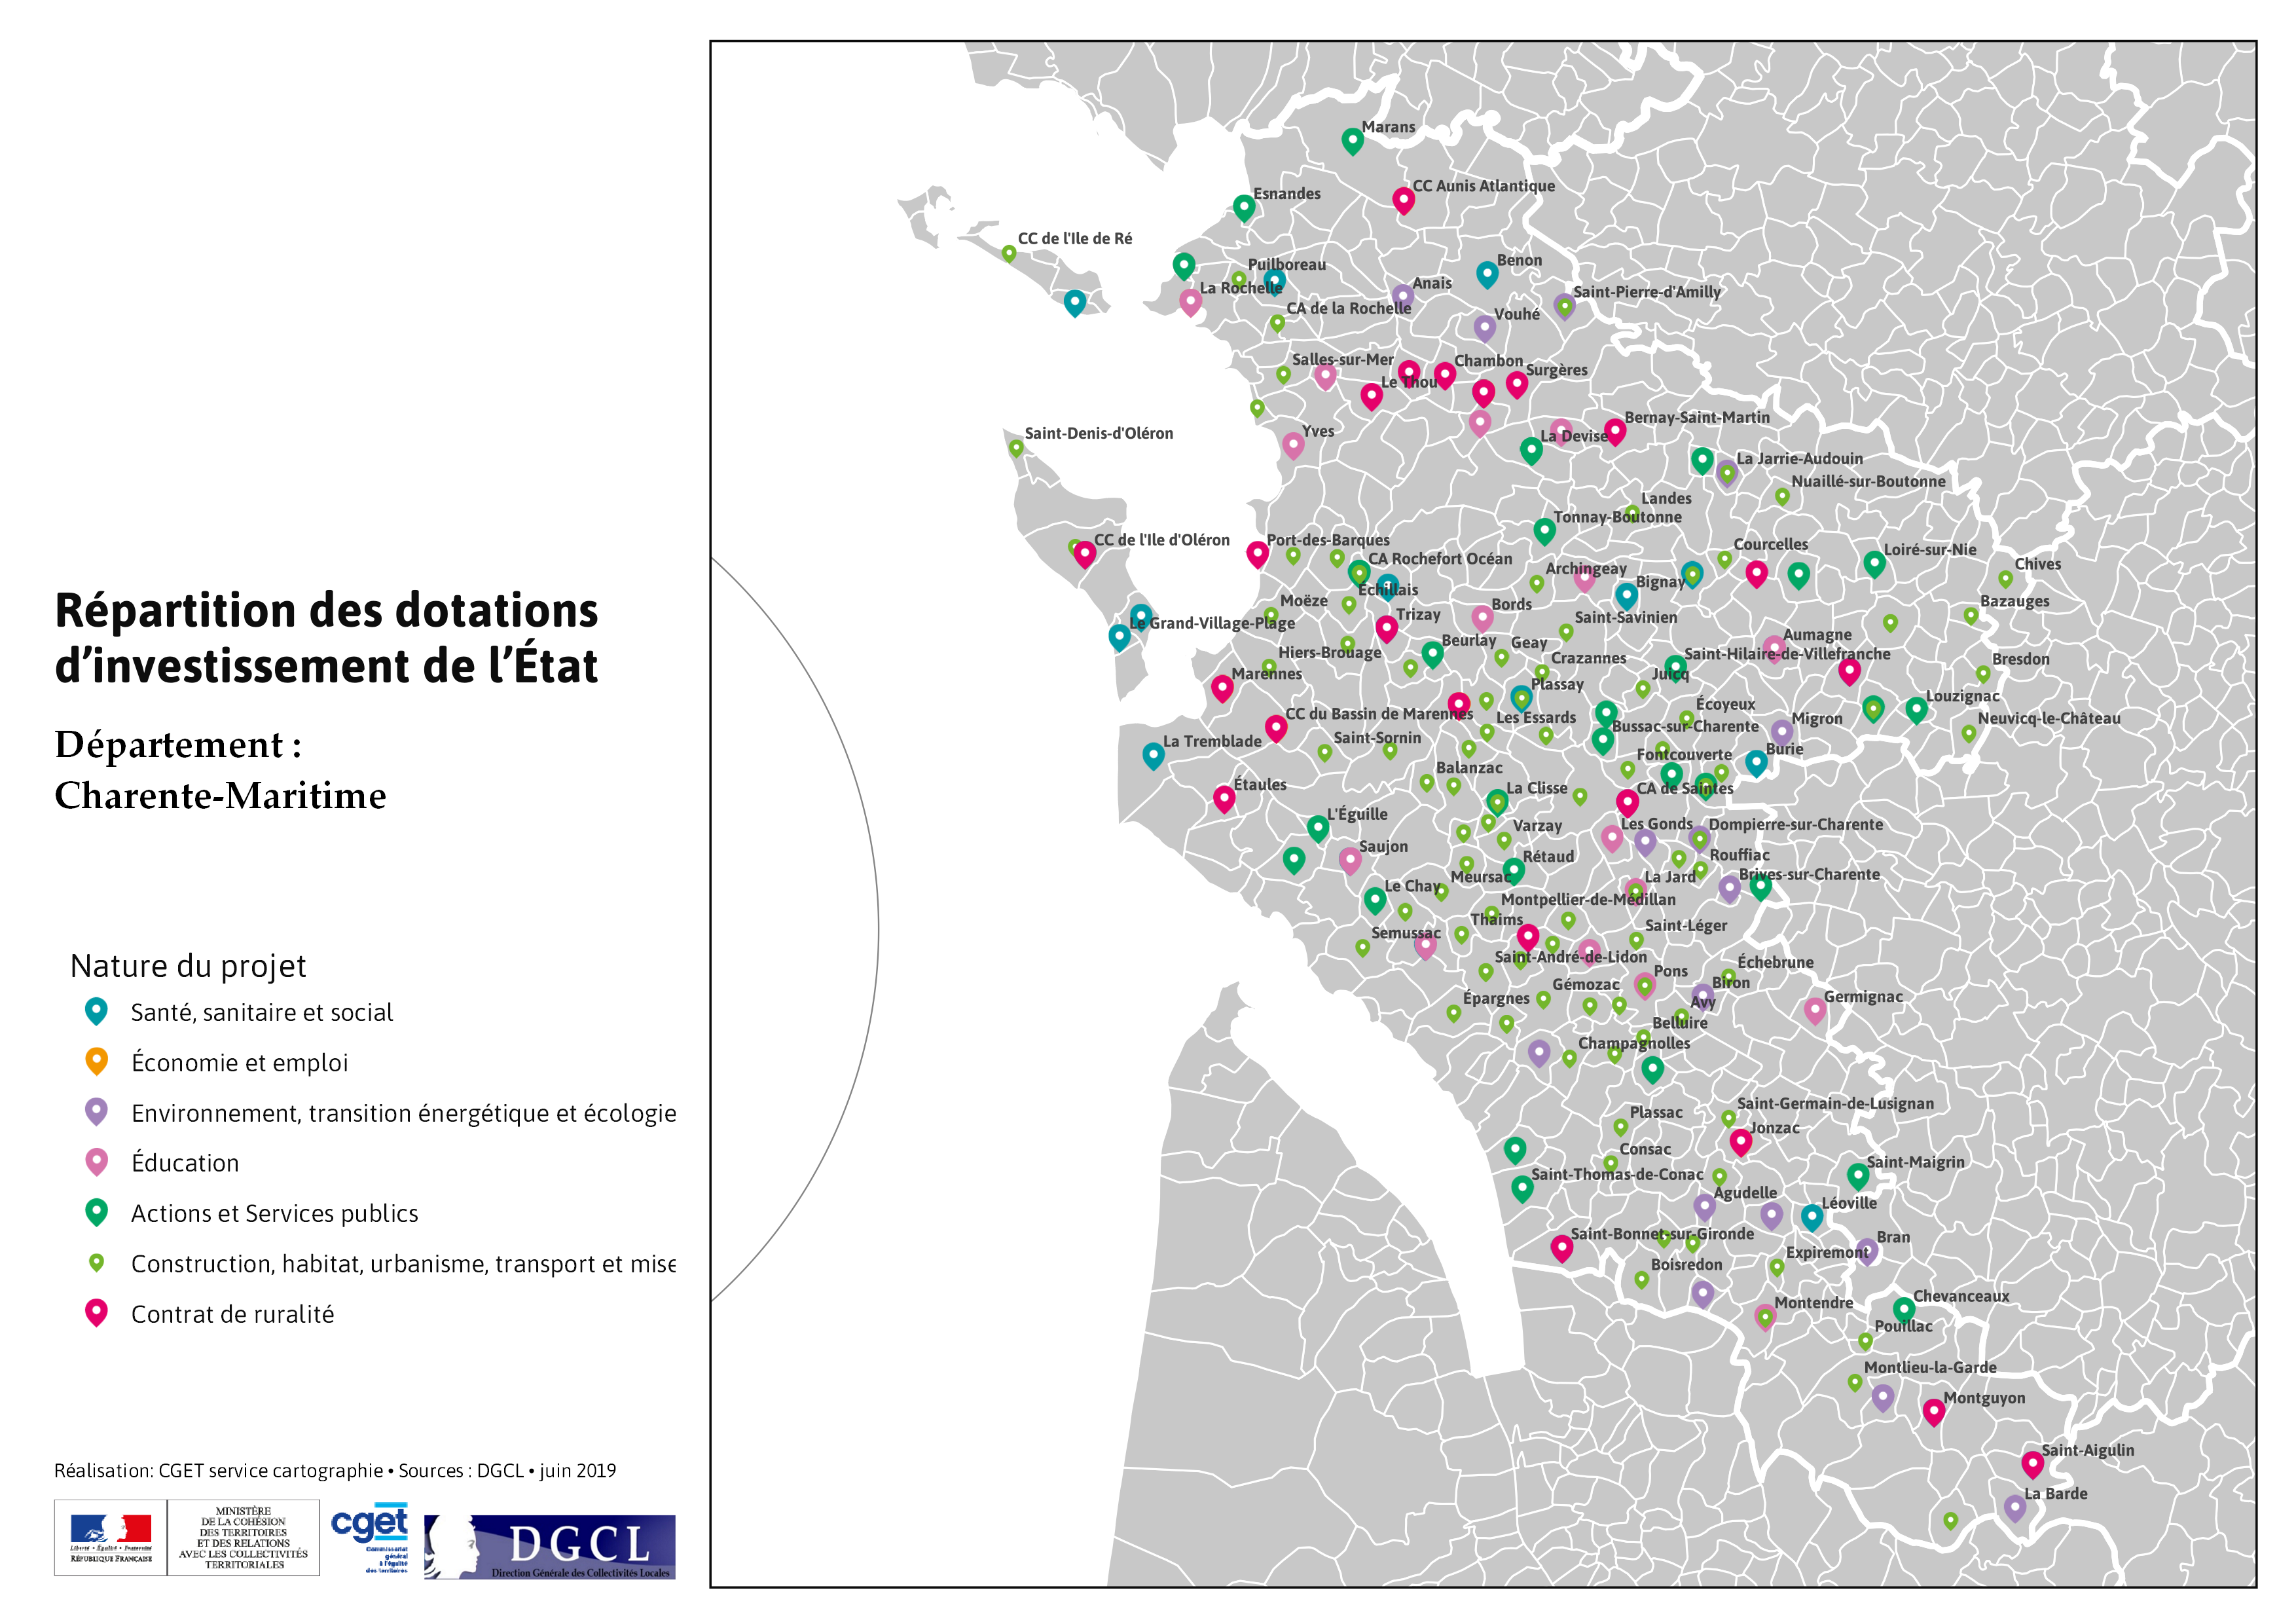 Répartition des dotations
d’investissement de l’État
Département :
Charente-Maritime
Nature du projet
Santé, sanitaire et social
Économie et emploi
Environnement, transition énergétique et écologie
Éducation
Actions et Services publics
Construction, habitat, urbanisme, transport et mise
Contrat de ruralité
Réalisation: CGET service cartographie • Sources : DGCL • juin 2019
Liberté • Égalité • Fraternité
RÉPUBLIQUE FRANÇAISE
MINISTÈRE
DE LA COHÉSION
DES TERRITOIRES
ET DES RELATIONS
AVEC LES COLLECTIVITÉS
TERRITORIALES
cget
Commissariat
général
à l'égalité
des territoires
DGCL
Direction Générale des Collectivités Locales
Marans
CC Aunis Atlantique
Esnandes
CC de l'Ile de Ré
Puilboreau
Benon
La Rochelle
Anais
Saint-Pierre-d'Amilly
CA de la Rochelle
Vouhé
Salles-sur-Mer
Chambon
Surgères
Le Thou
Bernay-Saint-Martin
Yves
La Devise
Saint-Denis-d'Oléron
La Jarrie-Audouin
Nuaillé-sur-Boutonne
Landes
Tonnay-Boutonne
CC de l'Ile d'Oléron
Port-des-Barques
Courcelles
Loiré-sur-Nie
CA Rochefort Océan
Archingeay
Chives
Bignay
Échillais
Moëze
Bords
Bazauges
Trizay
Saint-Savinien
Le Grand-Village-Plage
Aumagne
Beurlay
Geay
Hiers-Brouage
Crazannes
Saint-Hilaire-de-Villefranche
Bresdon
Marennes
Juicq
Plassay
Louzignac
Écoyeux
CC du Bassin de Marennes
Les Essards
Migron
Neuvicq-le-Château
Bussac-sur-Charente
La Tremblade
Saint-Sornin
Burie
Fontcouverte
Balanzac
Étaules
La Clisse
CA de Saintes
L'Éguille
Varzay
Les Gonds
Dompierre-sur-Charente
Saujon
Rétaud
Rouffiac
Meursac
La Jard
Brives-sur-Charente
Le Chay
Montpellier-de-Médillan
Thaims
Saint-Léger
Semussac
Saint-André-de-Lidon
Échebrune
Pons
Biron
Gémozac
Épargnes
Avy
Germignac
Belluire
Champagnolles
Plassac
Saint-Germain-de-Lusignan
Jonzac
Consac
Saint-Maigrin
Saint-Thomas-de-Conac
Agudelle
Léoville
Saint-Bonnet-sur-Gironde
Bran
Expiremont
Boisredon
Chevanceaux
Montendre
Pouillac
Montlieu-la-Garde
Montguyon
Saint-Aigulin
La Barde